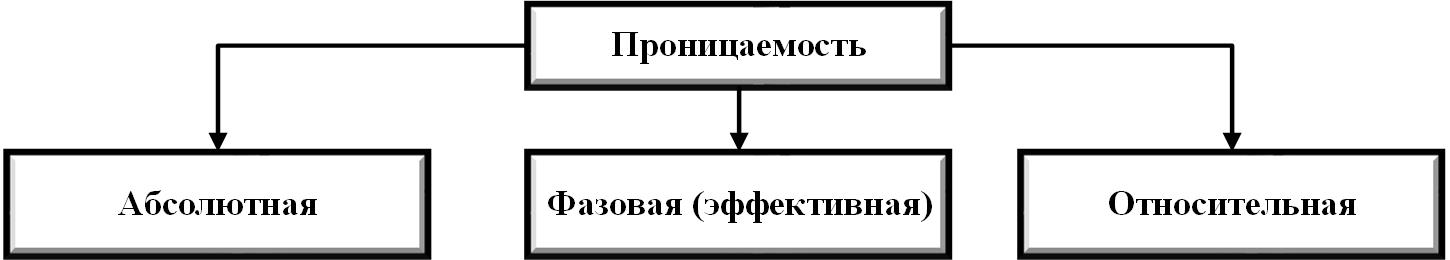 Проницаемость
Абсолютная
Фазовая (эффективная)
Относительная